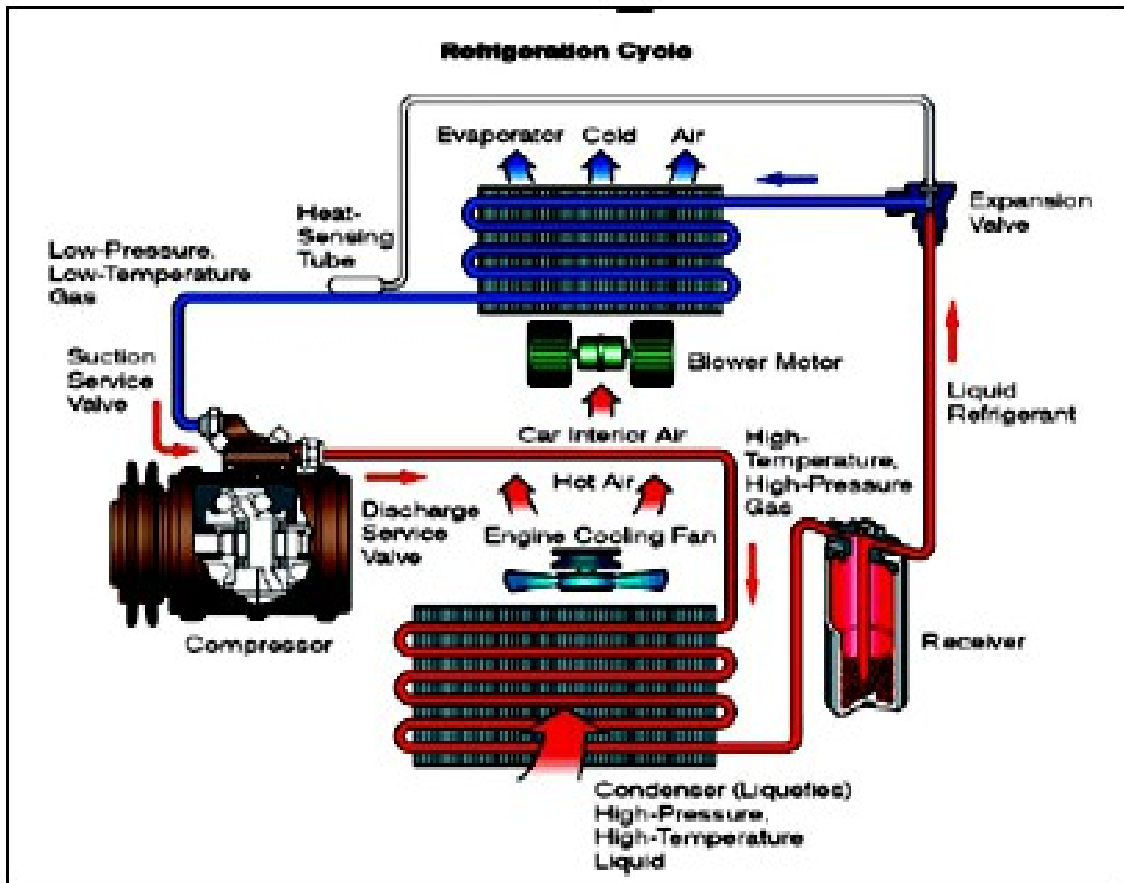 Refrigeration Cycle
Evaporator Cold Air
Expansion
Valve
Heat-
Sensing
Tube
Low-Pressure,
Low-Temperature
Gas
Suction
Service
Valve
Blower Motor
Liquid
Refrigerant
Car Interior Air
High-
Temperature,
High-Pressure
Gas
Hot Air
Discharge
Service
Valve
Engine Cooling Fan
Compressor
Receiver
Condenser (Liquefies)
High-Pressure,
High-Temperature
Liquid